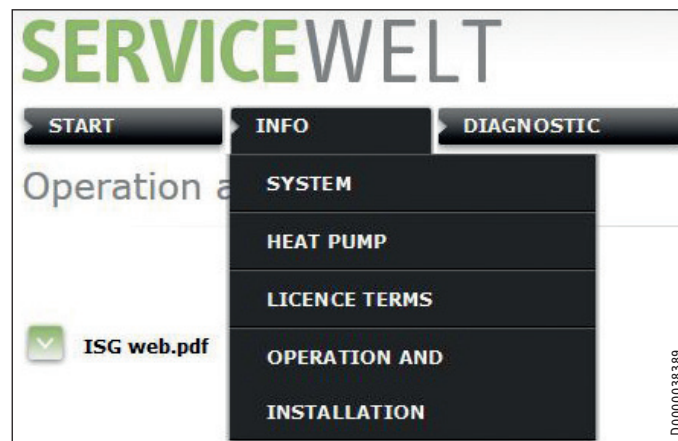 SERVICEWELT
START INFO DIAGNOSTIC
Operation a
SYSTEM
HEAT PUMP
LICENCE TERMS
ISG web.pdf
OPERATION AND
INSTALLATION
D0000038389